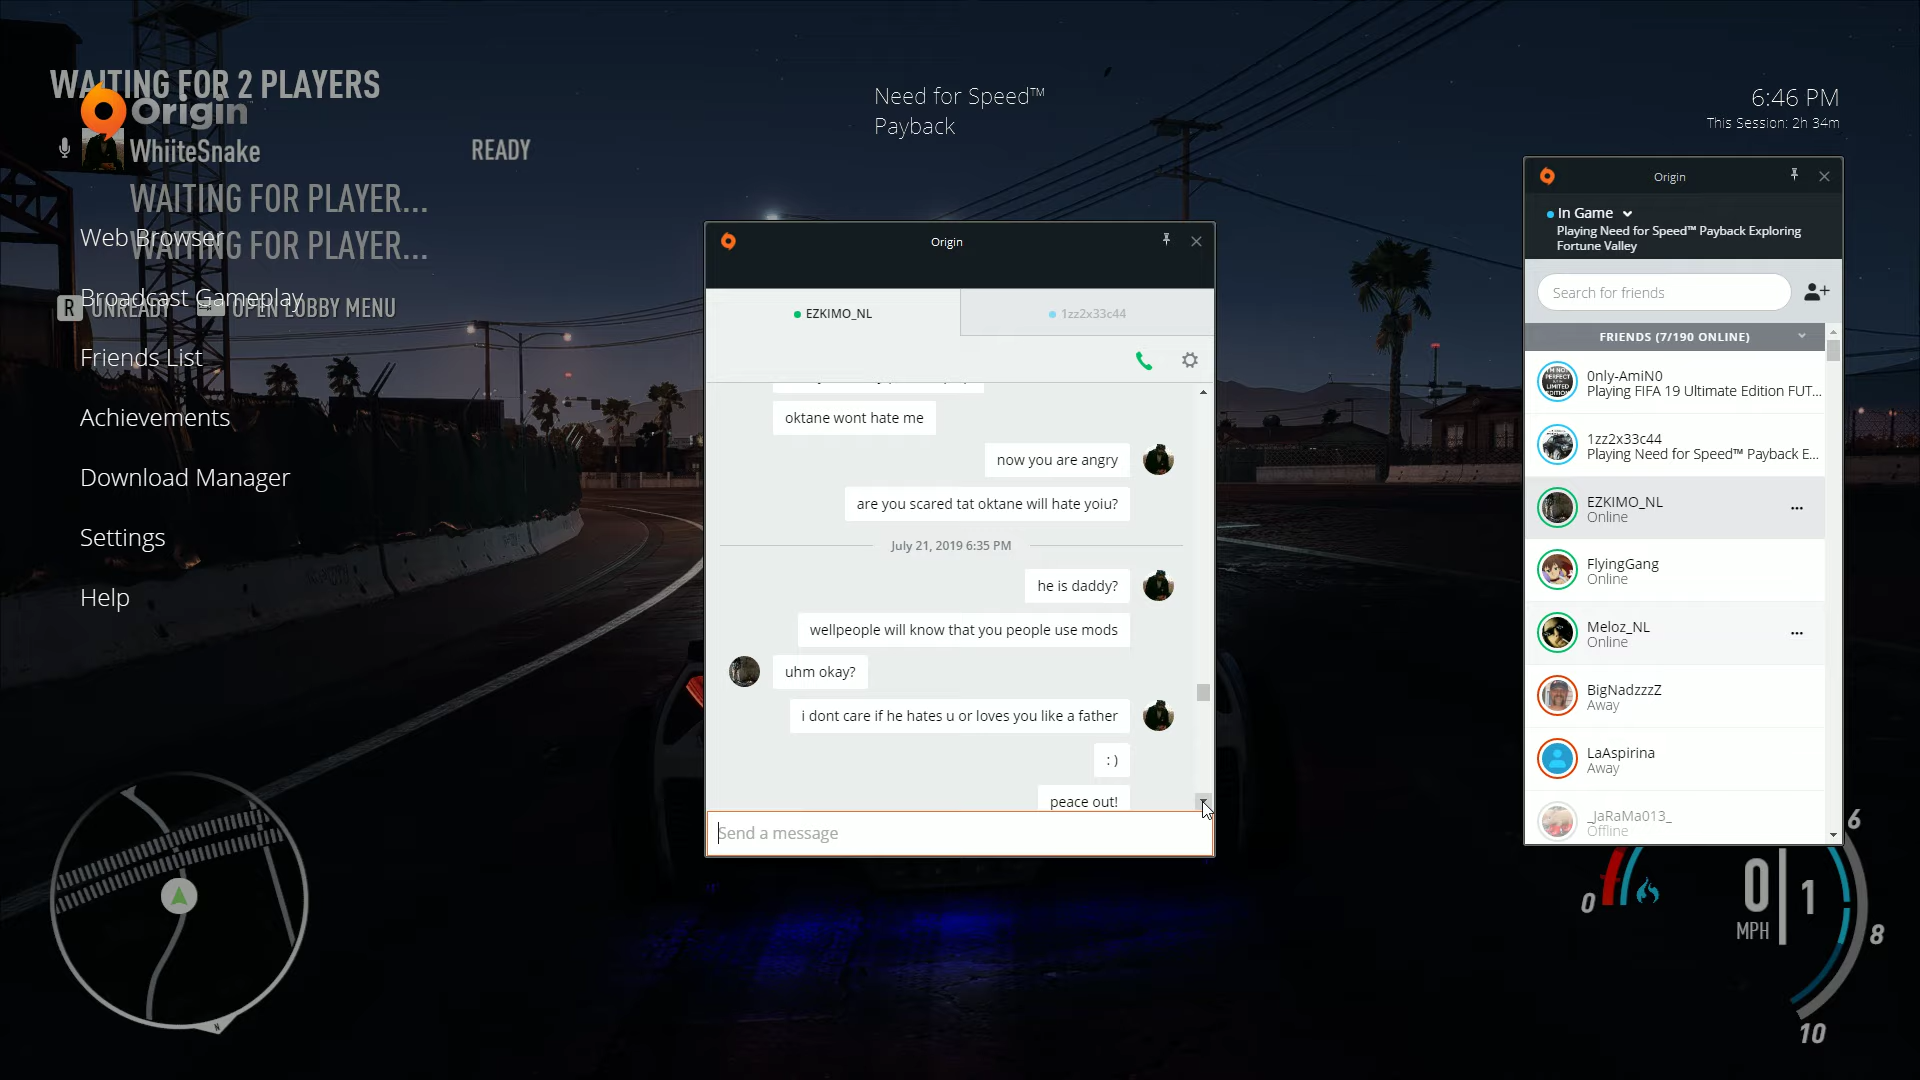 WAITING FOR 2 PLAYERS
Origin
WhiiteSnake
READY
WAITING FOR PLAYER...
WAITING FOR PLAYER...
Web Browser
Broadcast Gameplay
R UNREADY
OPEN LOBBY MENU
Friends List
Achievements
Download Manager
Settings
Help
Need for Speed™
Payback
6:46 PM
This Session: 2h 34m
Origin
EZKIMO_NL
1zz2x33c44
oktane wont hate me
now you are angry
are you scared tat oktane will hate yoiu?
July 21, 2019 6:35 PM
he is daddy?
wellpeople will know that you people use mods
uhm okay?
i dont care if he hates u or loves you like a father
: )
peace out!
Send a message
Origin
In Game
Playing Need for Speed™ Payback Exploring
Fortune Valley
Search for friends
FRIENDS (7/190 ONLINE)
0nly-AmiN0
Playing FIFA 19 Ultimate Edition FUT...
1zz2x33c44
Playing Need for Speed™ Payback E...
EZKIMO_NL
Online
FlyingGang
Online
Meloz_NL
Online
BigNadzzzZ
Away
LaAspirina
Away
_JaRaMa013_
Offline
N
0
0
MPH
1
6
8
10